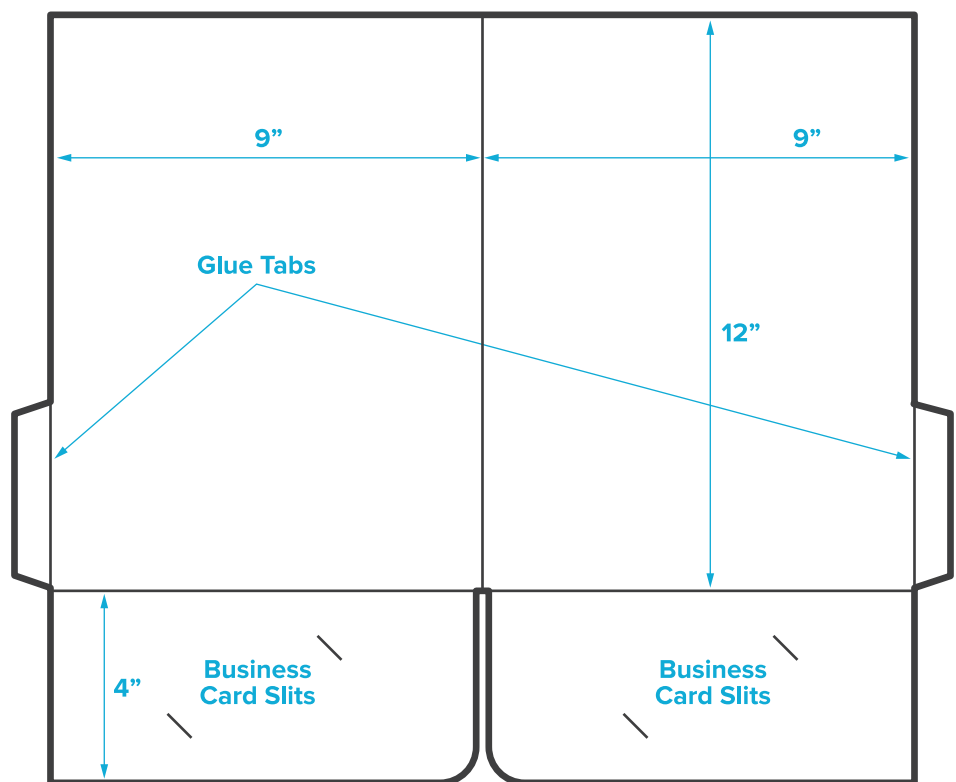 9”
9”
Glue Tabs
12”
4”
Business
Card Slits
Business
Card Slits